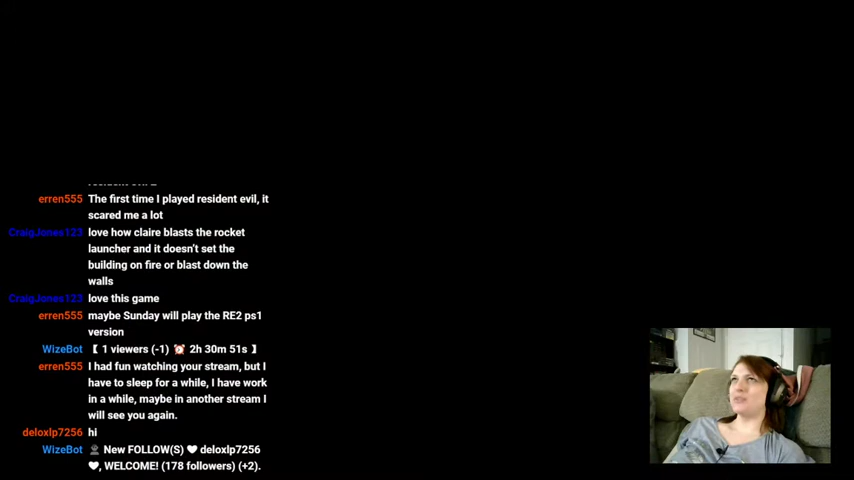 erren555 The first time I played resident evil, it
scared me a lot
CraigJones123 love how claire blasts the rocket
launcher and it doesn't set the
building on fire or blast down the
walls
CraigJones123 love this game
erren555 maybe Sunday will play the RE2 ps1
version
WizeBot 【 1 viewers (-1) ⏰ 2h 30m 51s 】
erren555 I had fun watching your stream, but I
have to sleep for a while, I have work
in a while, maybe in another stream I
will see you again.
deloxlp7256 hi
WizeBot New FOLLOW(S) ♥ deloxlp7256
♥, WELCOME! (178 followers) (+2).